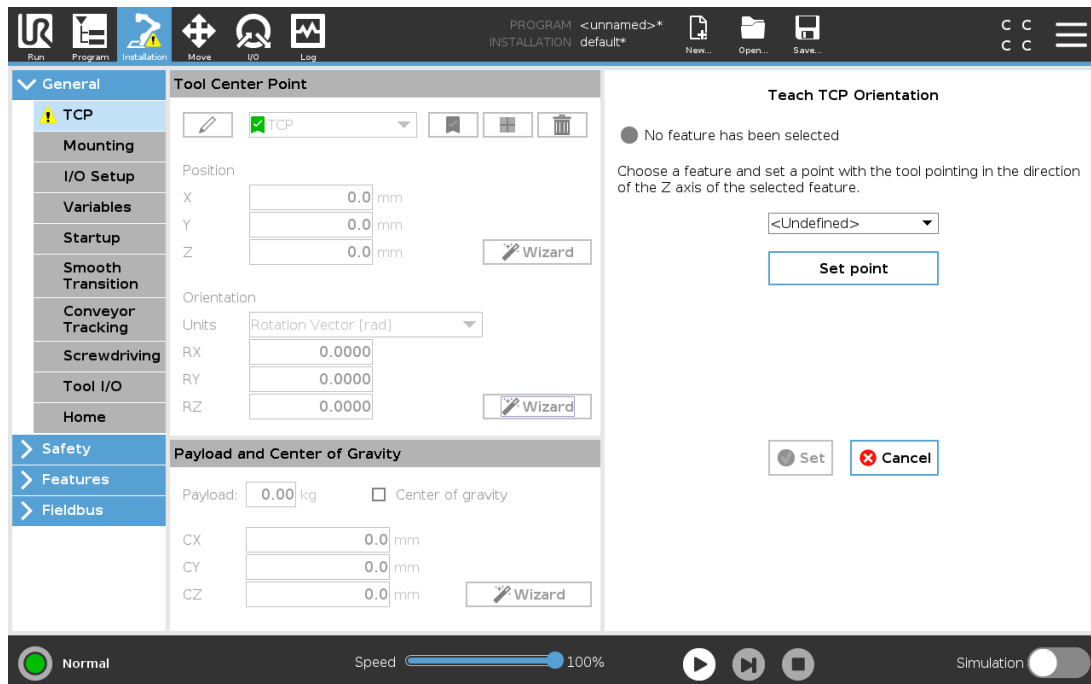 PROGRAM <unnamed>*
INSTALLATION default*
C C
C C
Run Program Installation Move I/O Log New... Open... Save...
General
TCP
Mounting
I/O Setup
Variables
Startup
Smooth
Transition
Conveyor
Tracking
Screwdriving
Tool I/O
Home
Safety
Features
Fieldbus
Tool Center Point
TCP
Position
X 0.0 mm
Y 0.0 mm
Z 0.0 mm Wizard
Orientation
Units Rotation Vector [rad]
RX 0.0000
RY 0.0000
RZ 0.0000 Wizard
Payload and Center of Gravity
Payload: 0.00 kg Center of gravity
CX 0.0 mm
CY 0.0 mm
CZ 0.0 mm Wizard
Teach TCP Orientation
No feature has been selected
Choose a feature and set a point with the tool pointing in the direction
of the Z axis of the selected feature.
<Undefined>
Set point
Set Cancel
Normal Speed 100% Simulation